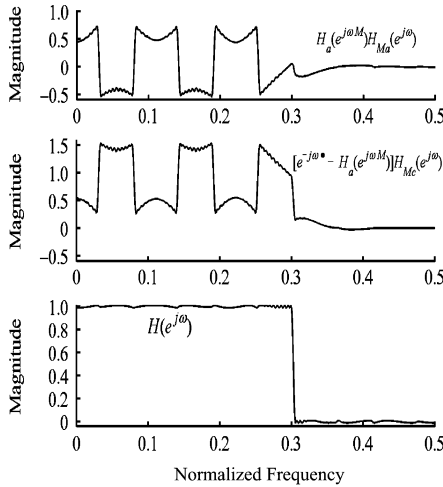 Magnitude
0.5
0
−0.5
H_a(e^{jωM})H_{Ma}(e^{jω})
0 0.1 0.2 0.3 0.4 0.5
Magnitude
1.5
1.0
0.5
0
−0.5
[e^{-jω•} - H_a(e^{jωM})]H_{Mc}(e^{jω})
0 0.1 0.2 0.3 0.4 0.5
Magnitude
1.0
0.8
0.6
0.4
0.2
0
H(e^{jω})
0 0.1 0.2 0.3 0.4 0.5
Normalized Frequency